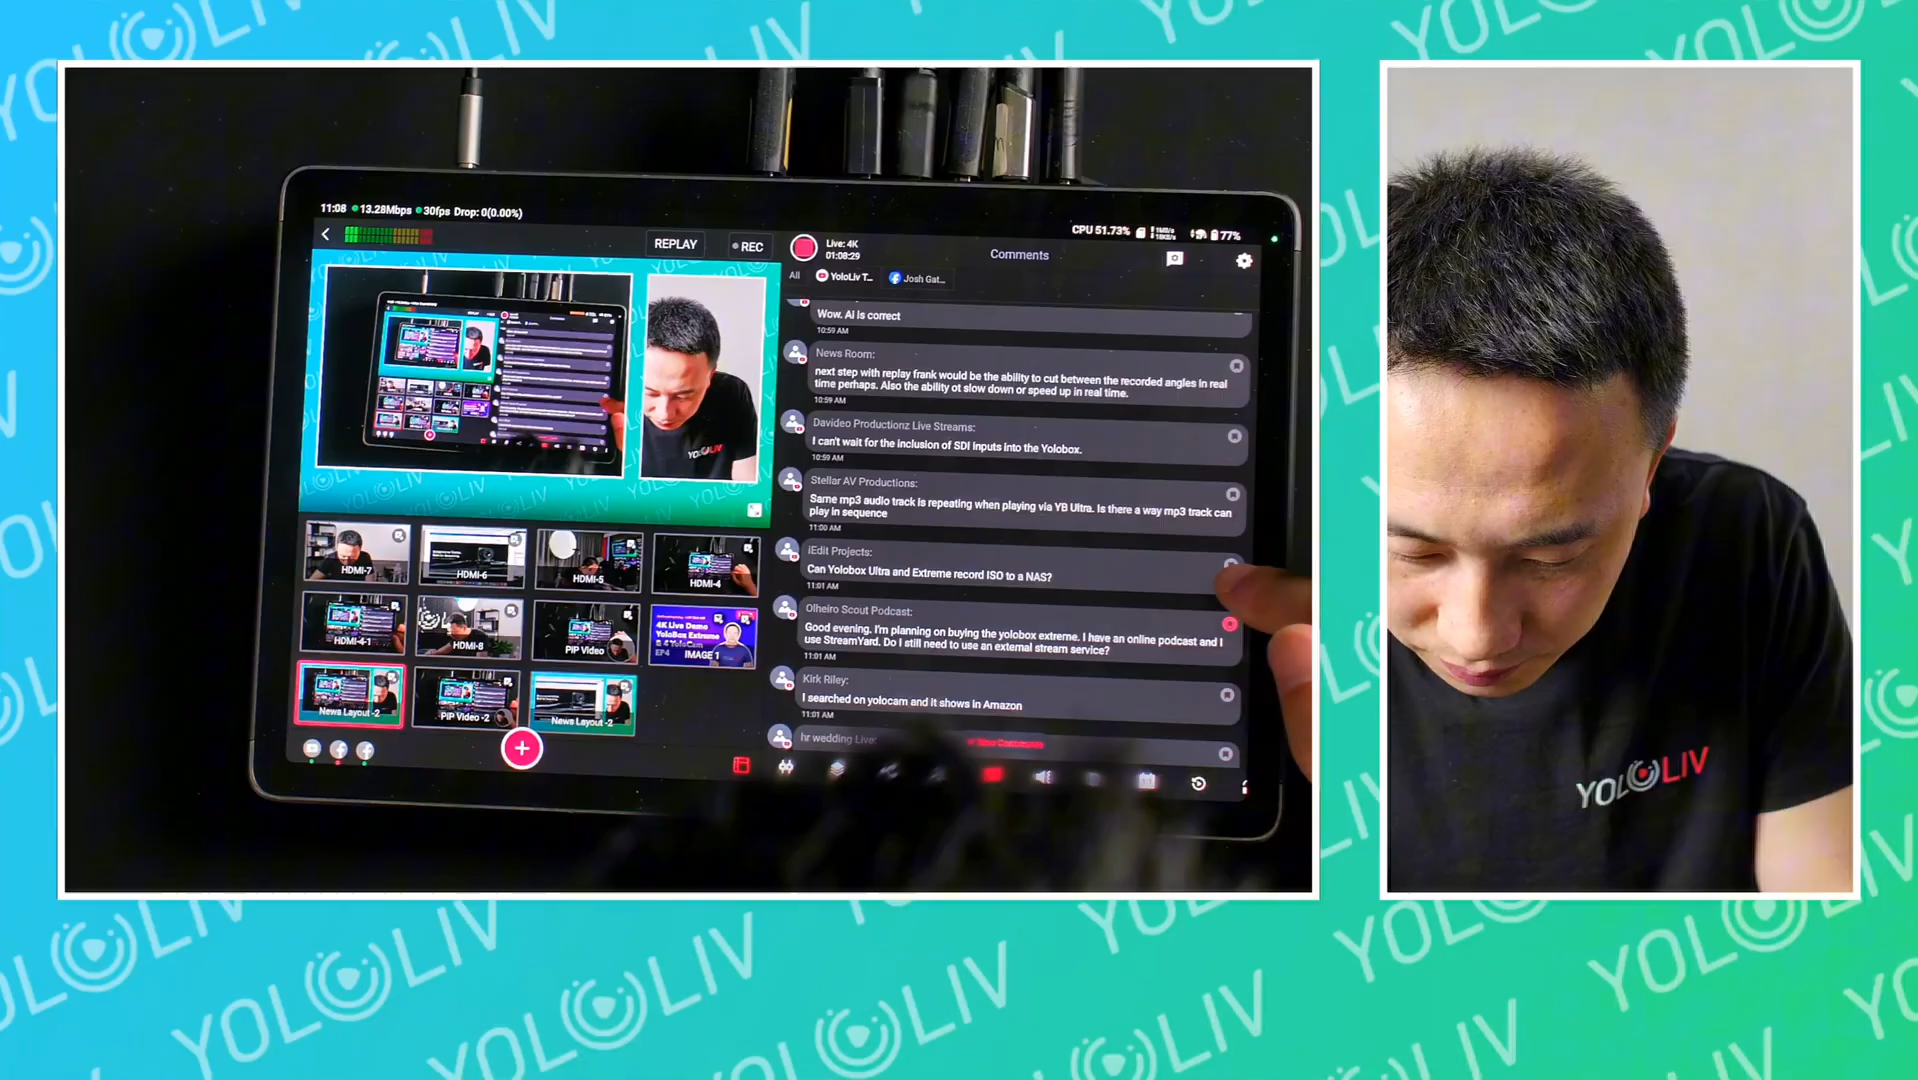 11:08 13.28Mbps 30fps Drop: 0(0.00%)
CPU 51.73%
77%
REPLAY
REC
Live: 4K
01:08:29
Comments
All
YoloLiv T...
Josh Gat...
Wow. AI is correct
10:59 AM
News Room:
next step with replay frank would be the ability to cut between the recorded angles in real
time perhaps. Also the ability ot slow down or speed up in real time.
10:59 AM
Davideo Productionz Live Streams:
I can't wait for the inclusion of SDI inputs into the Yolobox.
10:59 AM
Stellar AV Productions:
Same mp3 audio track is repeating when playing via YB Ultra. Is there a way mp3 track can
play in sequence
11:00 AM
iEdit Projects:
Can Yolobox Ultra and Extreme record ISO to a NAS?
11:01 AM
Olheiro Scout Podcast:
Good evening. I'm planning on buying the yolobox extreme. I have an online podcast and I
use StreamYard. Do I still need to use an external stream service?
11:01 AM
Kirk Riley:
I searched on yolocam and it shows in Amazon
11:01 AM
hr wedding Live:
HDMI-7
HDMI-6
HDMI-5
HDMI-4
HDMI-4-1
HDMI-8
PIP Video
4K Live Demo
YoloBox Extreme
& 4 YoloCam
EP4
IMAGE 1
News Layout -2
PIP Video -2
News Layout -2
YOLOLIV
YOLOLIV